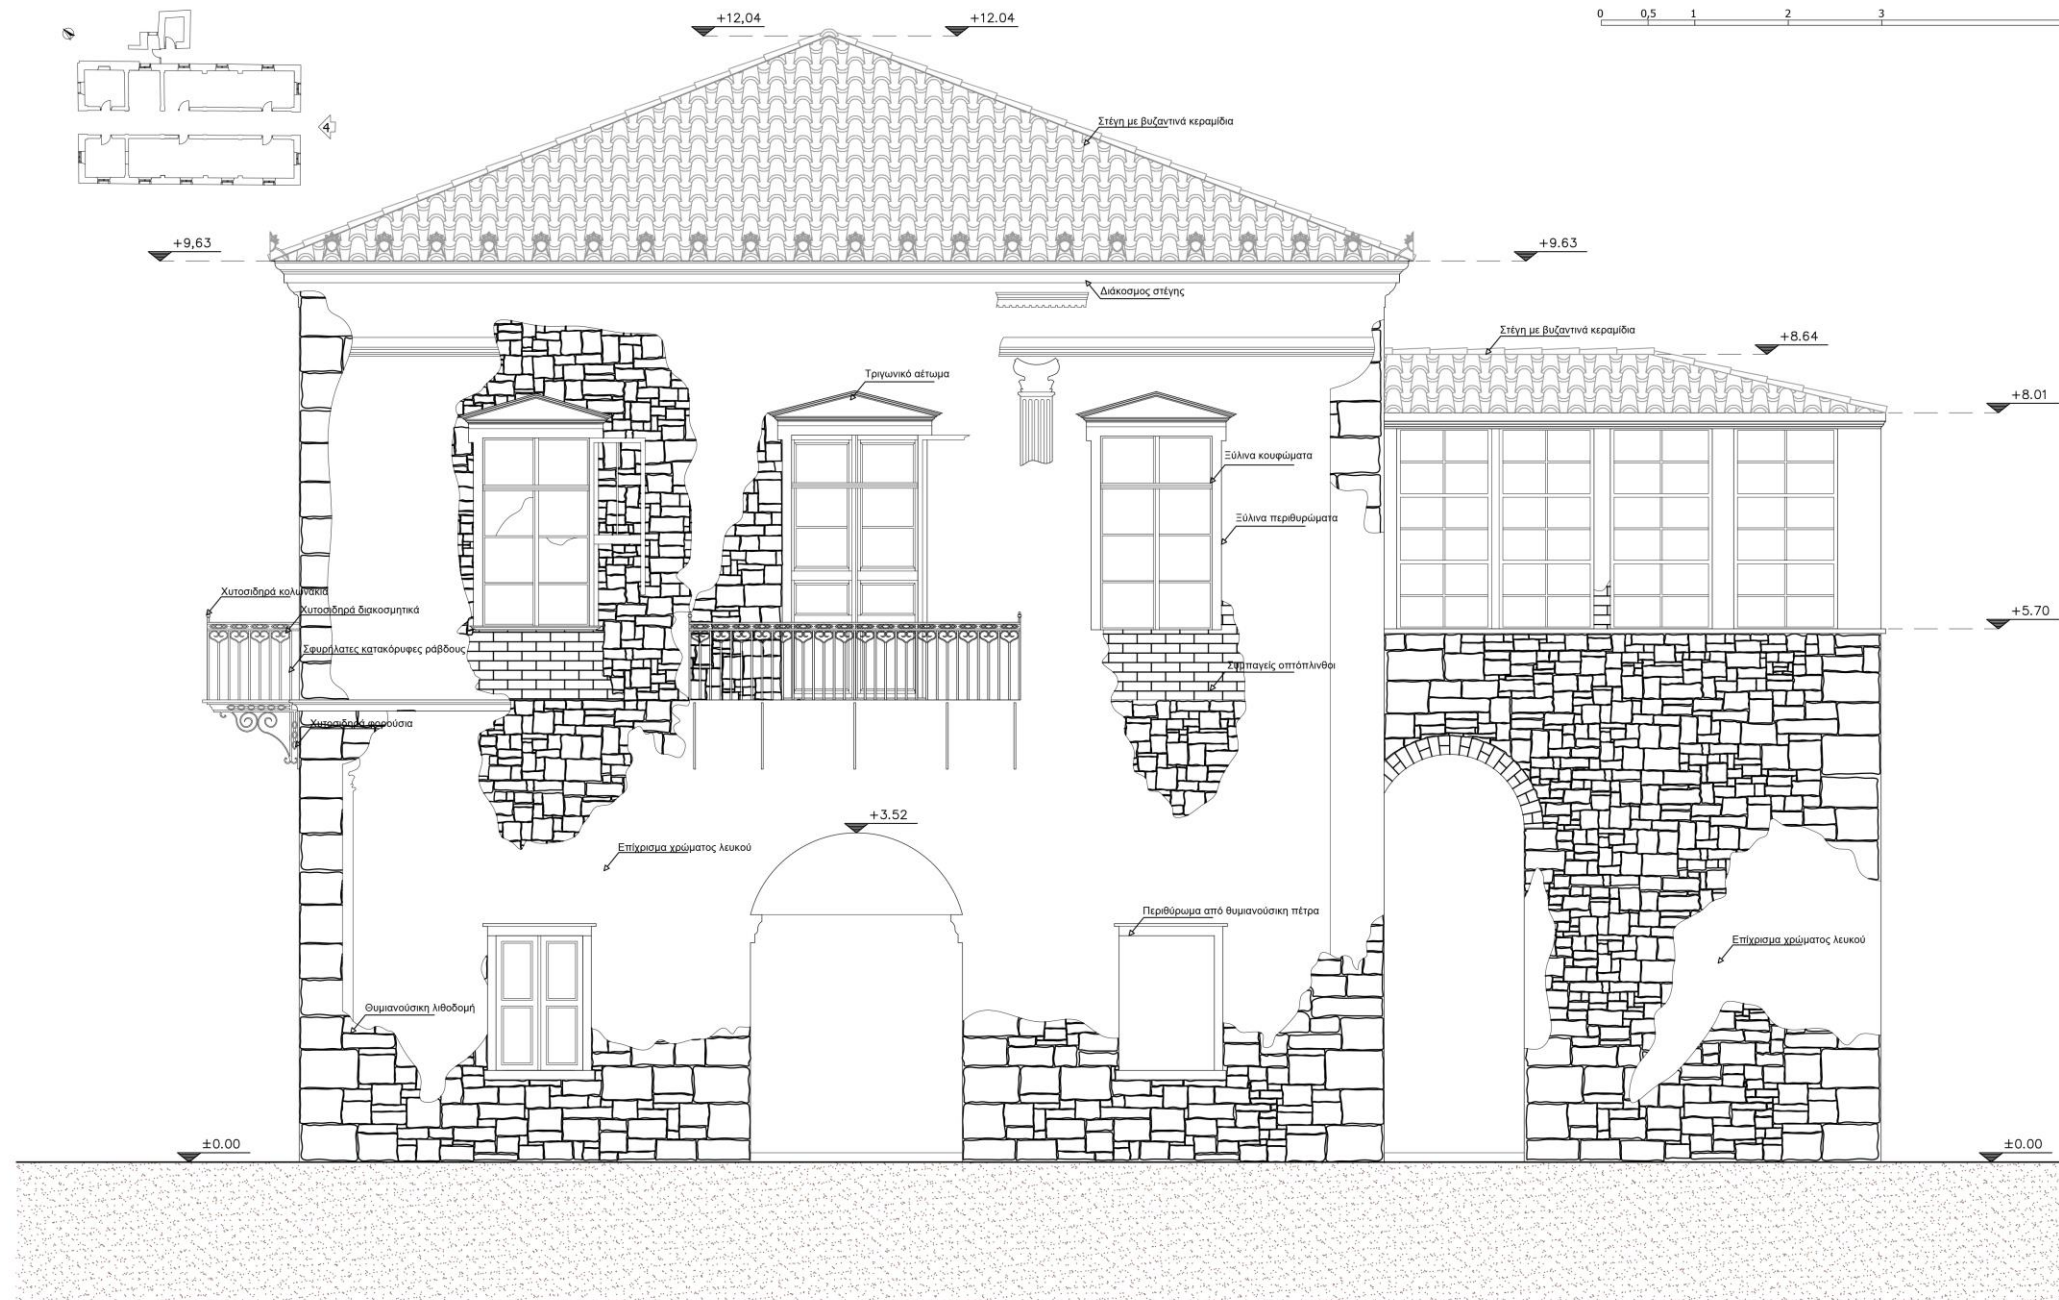 +12,04
+12.04
0 0,5 1 2 3
4
Στέγη με βυζαντινά κεραμίδια
+9,63
+9.63
Διάκοσμος στέγης
Στέγη με βυζαντινά κεραμίδια
+8.64
Τριγωνικό αέτωμα
+8.01
Ξύλινα κουφώματα
Ξύλινα περιθυρώματα
Χυτοσιδηρά κολωνάκια
Χυτοσιδηρά διακοσμητικά
+5.70
Σφυρήλατες κατακόρυφες ράβδους
Συμπαγείς οπτόπλινθοι
Χυτοσιδηρά φορούσια
+3.52
Επίχρισμα χρώματος λευκού
Περιθύρωμα από θυμιανούσικη πέτρα
Επίχρισμα χρώματος λευκού
Θυμιανούσικη λιθοδομή
±0.00
±0.00